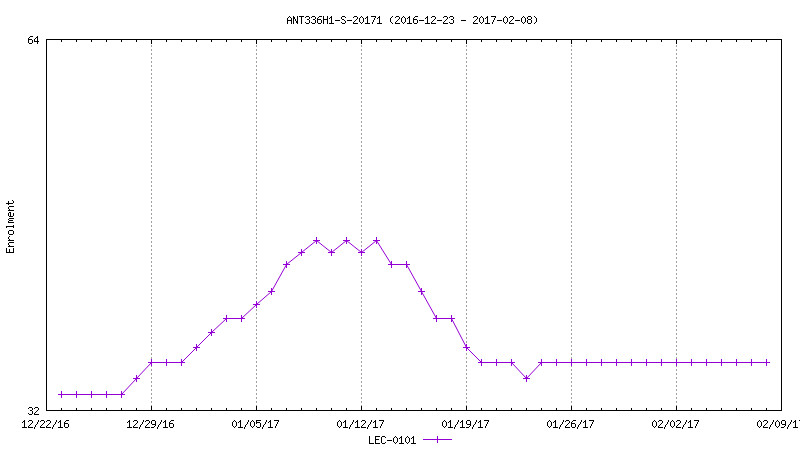 ANT336H1-S-20171 (2016-12-23 - 2017-02-08)
64
Enrolment
32
12/22/16 12/29/16 01/05/17 01/12/17 01/19/17 01/26/17 02/02/17 02/09/1
LEC-0101